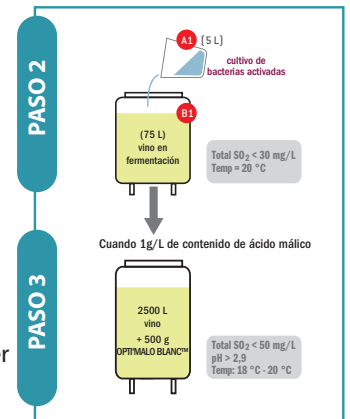 PASO 2
A1 (5 L)
cultivo de
bacterias activadas
B1
(75 L)
vino en
fermentación
Total SO₂ < 30 mg/L
Temp = 20 °C
Cuando 1g/L de contenido de ácido málico
PASO 3
2500 L
vino
+ 500 g
OPTI'MALO BLANC™
Total SO₂ < 50 mg/L
pH > 2,9
Temp: 18 °C - 20 °C
er